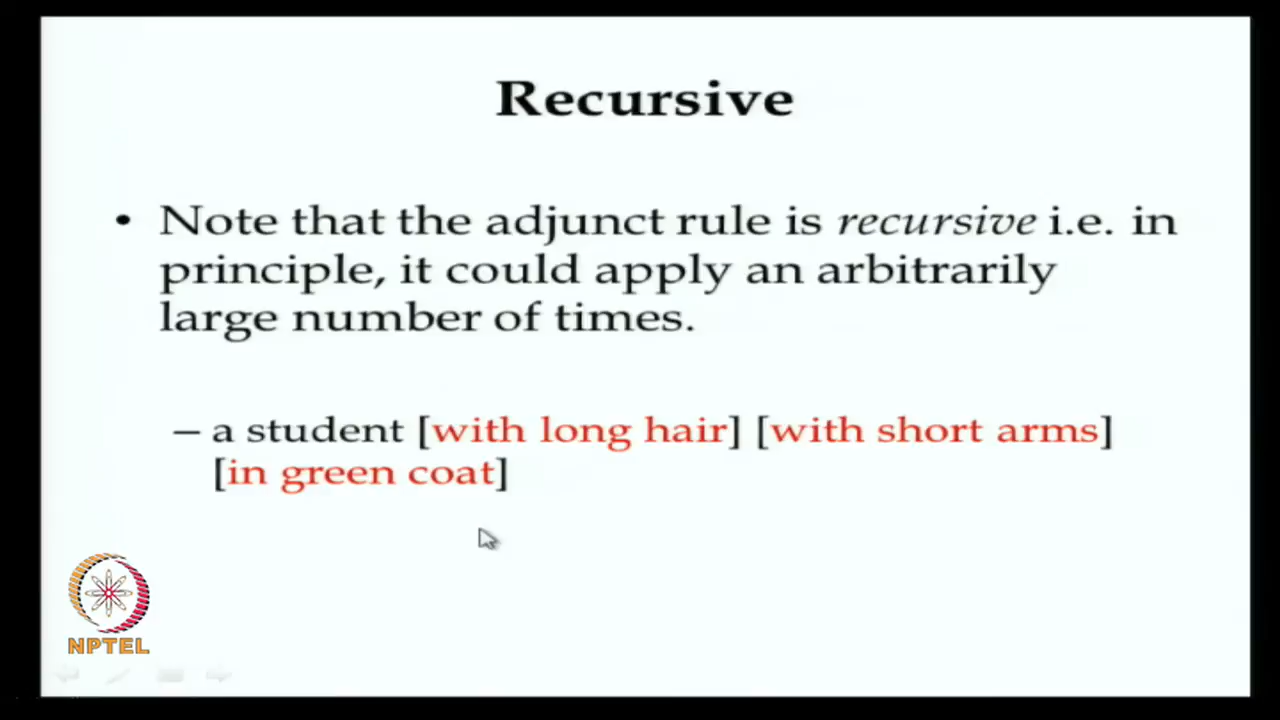 Recursive
• Note that the adjunct rule is recursive i.e. in
principle, it could apply an arbitrarily
large number of times.
– a student [with long hair] [with short arms]
[in green coat]
NPTEL